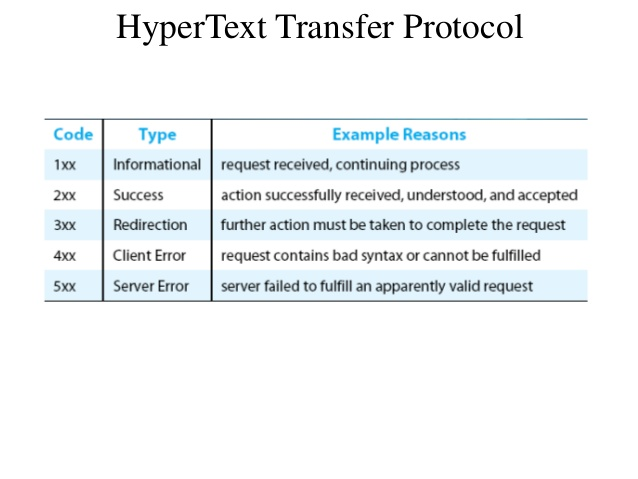 HyperText Transfer Protocol
Code Type Example Reasons
1xx Informational request received, continuing process
2xx Success action successfully received, understood, and accepted
3xx Redirection further action must be taken to complete the request
4xx Client Error request contains bad syntax or cannot be fulfilled
5xx Server Error server failed to fulfill an apparently valid request